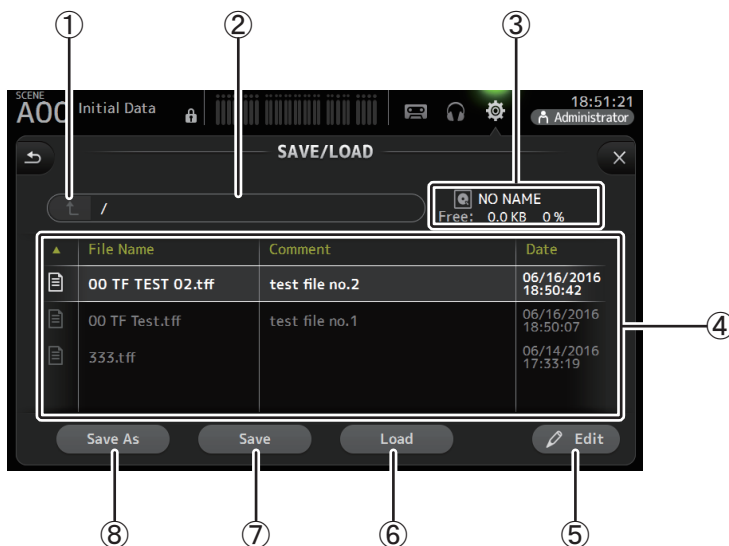 ① ② ③
SCENE
A00 Initial Data
18:51:21
Administrator
SAVE/LOAD
/
NO NAME
Free: 0.0 KB 0 %
File Name Comment Date
00 TF TEST 02.tff test file no.2 06/16/2016 18:50:42
00 TF Test.tff test file no.1 06/16/2016 18:50:07
333.tff 06/14/2016 17:33:19
④
Save As Save Load Edit
⑧ ⑦ ⑥ ⑤